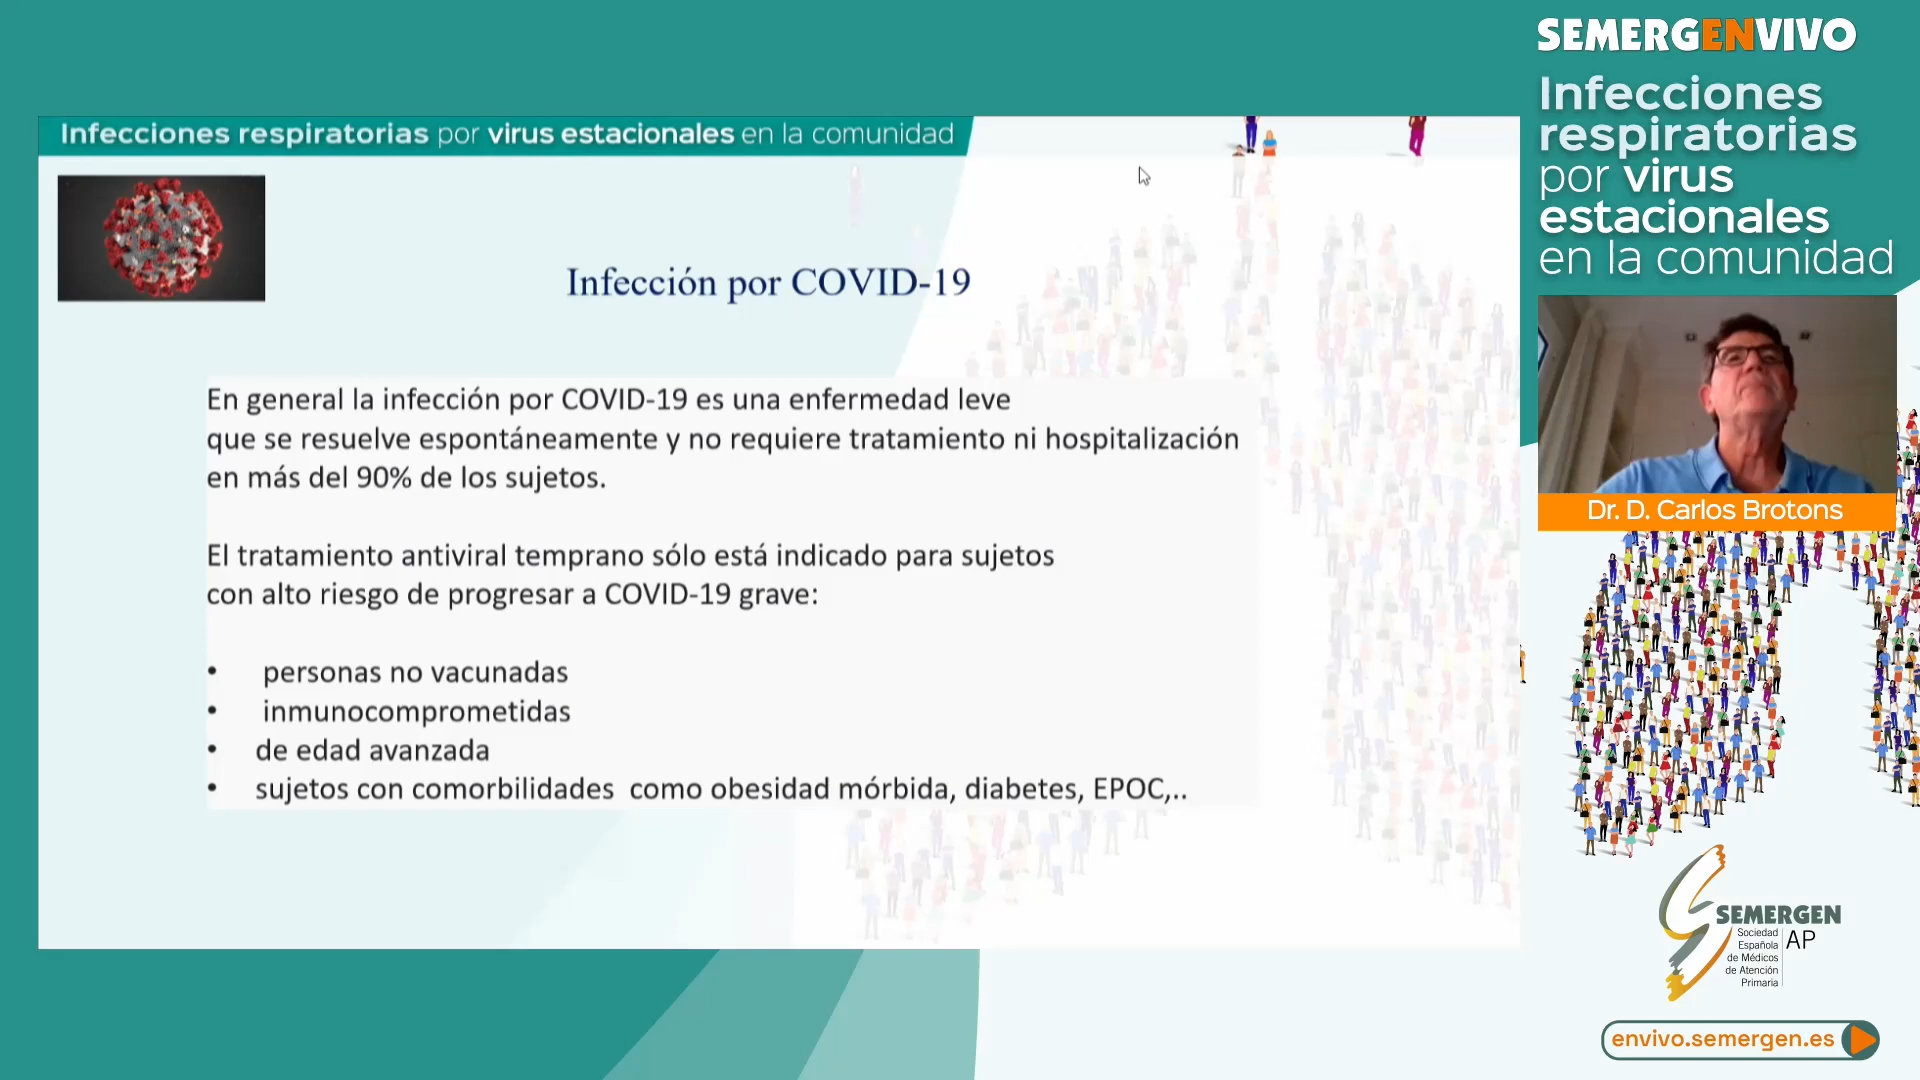 SEMERGENVIVO
Infecciones
respiratorias
por virus
estacionales
en la comunidad
Infecciones respiratorias por virus estacionales en la comunidad
Infección por COVID-19
En general la infección por COVID-19 es una enfermedad leve
que se resuelve espontáneamente y no requiere tratamiento ni hospitalización
en más del 90% de los sujetos.
El tratamiento antiviral temprano sólo está indicado para sujetos
con alto riesgo de progresar a COVID-19 grave:
• personas no vacunadas
• inmunocomprometidas
• de edad avanzada
• sujetos con comorbilidades como obesidad mórbida, diabetes, EPOC,..
Dr. D. Carlos Brotons
SEMERGEN
Sociedad
Española
de Médicos
de Atención
Primaria
AP
envivo.semergen.es